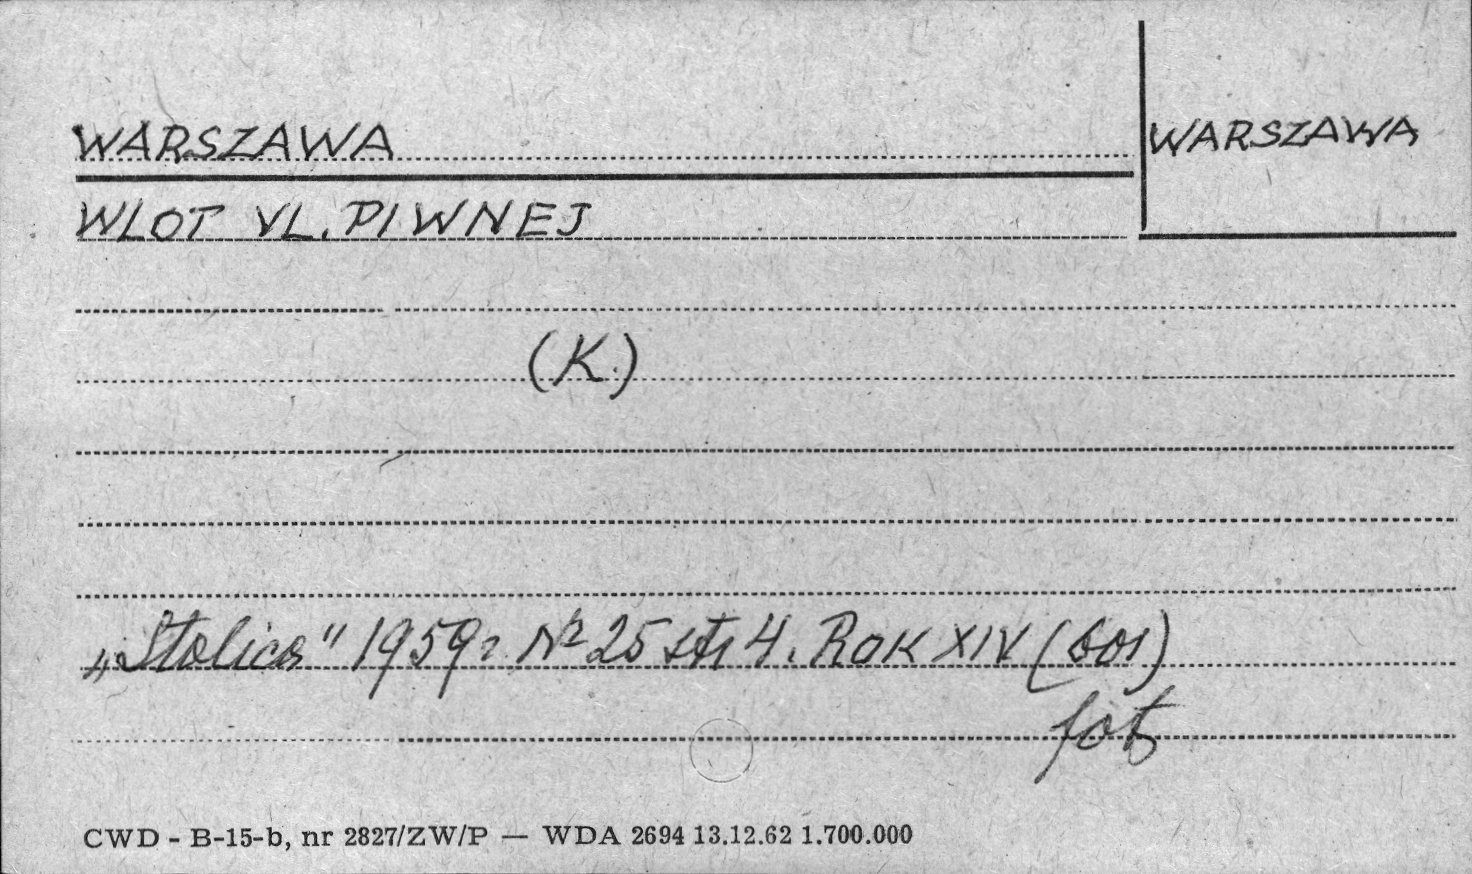 WARSZAWA
WARSZAWA
WLOT UL. PIWNEJ
(K.)
„Stolica" 1959 r. № 25 str 4. ROK XIV (601)
fot
CWD - B-15-b, nr 2827/ZW/P — WDA 2694 13.12.62 1.700.000